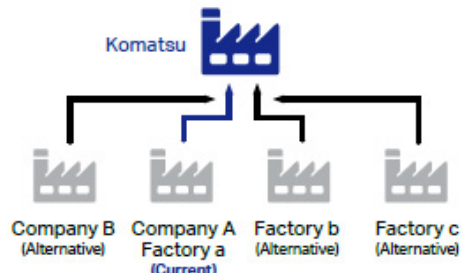 Komatsu
Company B
(Alternative)
Company A
Factory a
(Current)
Factory b
(Alternative)
Factory c
(Alternative)